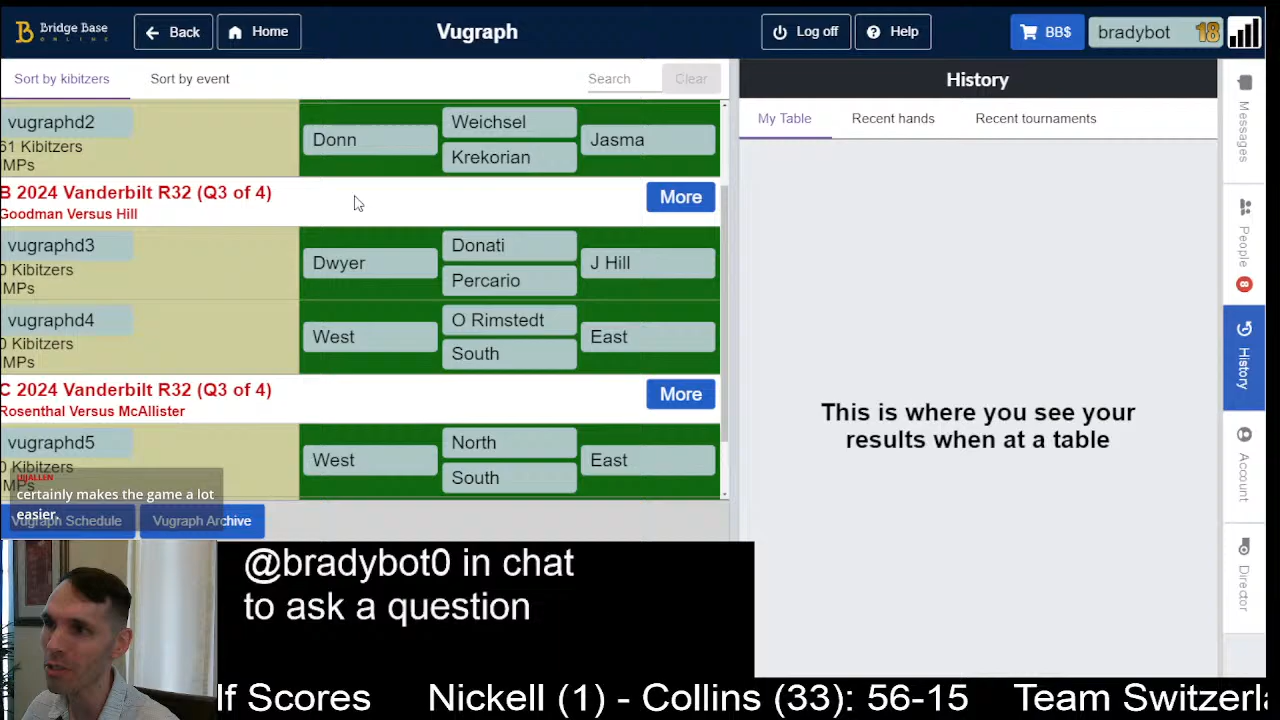 Bridge Base
ONLINE
Back
Home
Vugraph
Log off
Help
BB$
bradybot
18
Sort by kibitzers
Sort by event
Search
Clear
vugraphd2
61 Kibitzers
MPs
Donn
Weichsel
Krekorian
Jasma
B 2024 Vanderbilt R32 (Q3 of 4)
Goodman Versus Hill
More
vugraphd3
0 Kibitzers
MPs
Dwyer
Donati
Percario
J Hill
vugraphd4
0 Kibitzers
MPs
West
O Rimstedt
South
East
C 2024 Vanderbilt R32 (Q3 of 4)
Rosenthal Versus McAllister
More
vugraphd5
0 Kibitzers
West
North
South
East
certainly makes the game a lot
easier.
Vugraph Schedule
Vugraph Archive
History
My Table
Recent hands
Recent tournaments
This is where you see your
results when at a table
Messages
People
8
History
Account
Director
@bradybot0 in chat
to ask a question
lf Scores
Nickell (1) - Collins (33): 56-15
Team Switzerla